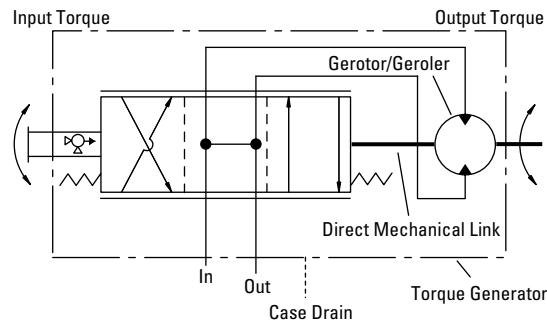 Input Torque
Output Torque
Gerotor/Geroler
Direct Mechanical Link
In
Out
Torque Generator
Case Drain